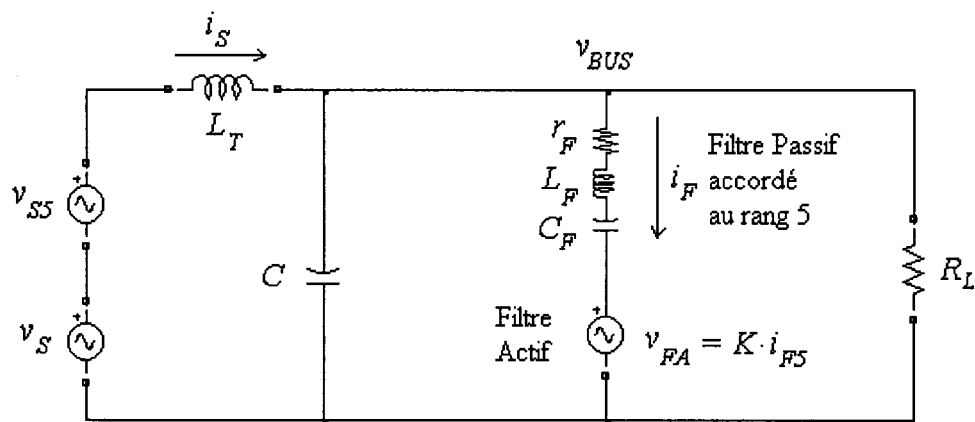 i_S
v_BUS
L_T
r_F
L_F
C_F
i_F
Filtre Passif
accordé
au rang 5
v_S5
+
C
R_L
v_S
+
Filtre
Actif
+
v_FA = K · i_F5